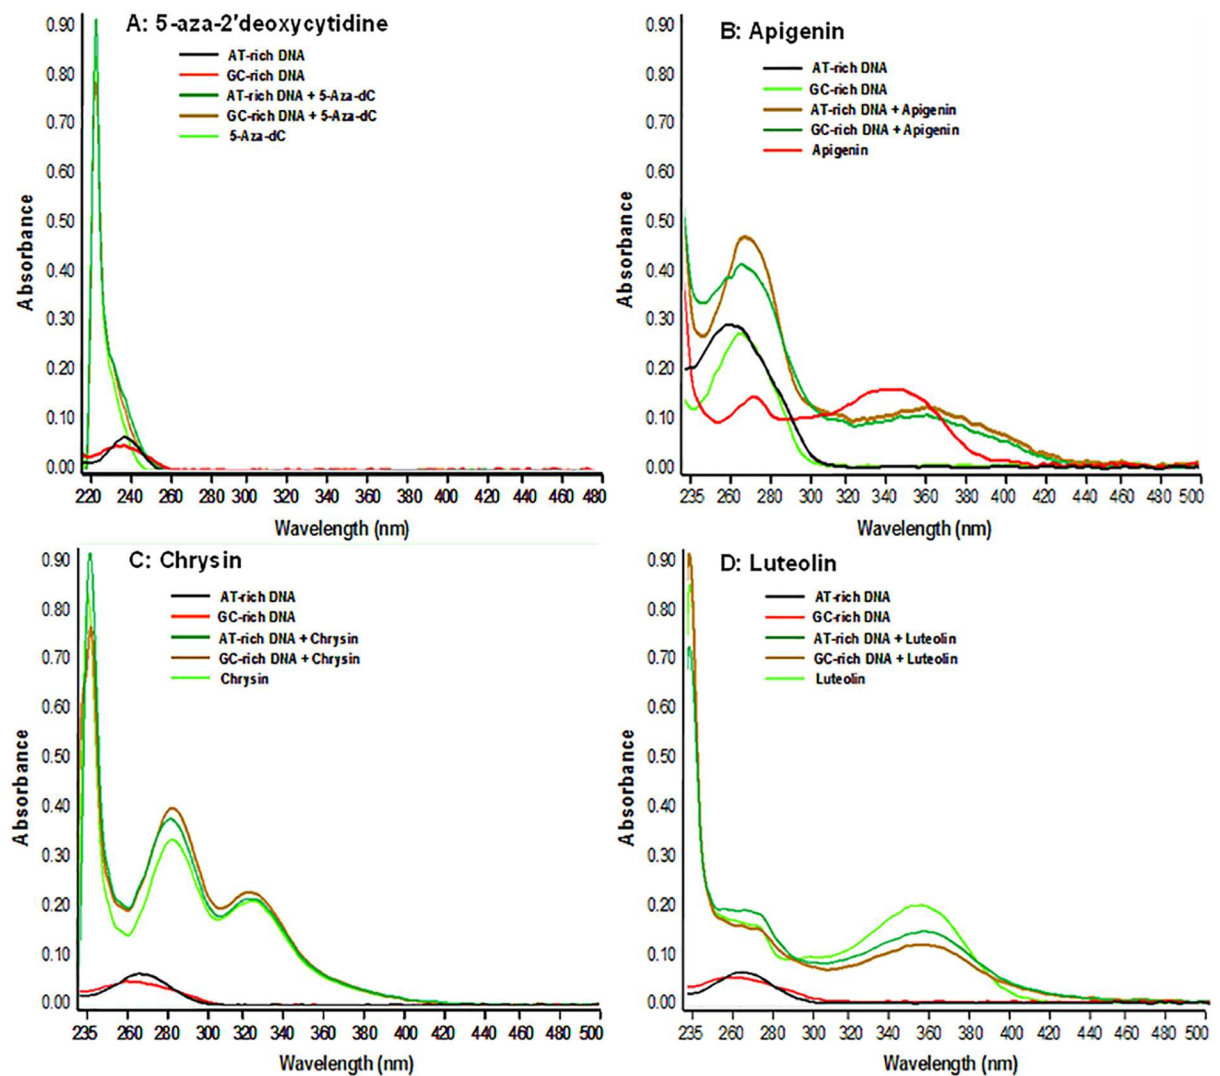 A: 5-aza-2'deoxycytidine
AT-rich DNA
GC-rich DNA
AT-rich DNA + 5-Aza-dC
GC-rich DNA + 5-Aza-dC
5-Aza-dC
Absorbance
0.90
0.80
0.70
0.60
0.50
0.40
0.30
0.20
0.10
0.00
220 240 260 280 300 320 340 360 380 400 420 440 460 480
Wavelength (nm)
B: Apigenin
AT-rich DNA
GC-rich DNA
AT-rich DNA + Apigenin
GC-rich DNA + Apigenin
Apigenin
Absorbance
0.90
0.80
0.70
0.60
0.50
0.40
0.30
0.20
0.10
0.00
235 260 280 300 320 340 360 380 400 420 440 460 480 500
Wavelength (nm)
C: Chrysin
AT-rich DNA
GC-rich DNA
AT-rich DNA + Chrysin
GC-rich DNA + Chrysin
Chrysin
Absorbance
0.90
0.80
0.70
0.60
0.50
0.40
0.30
0.20
0.10
0.00
235 260 280 300 320 340 360 380 400 420 440 460 480 500
Wavelength (nm)
D: Luteolin
AT-rich DNA
GC-rich DNA
AT-rich DNA + Luteolin
GC-rich DNA + Luteolin
Luteolin
Absorbance
0.90
0.80
0.70
0.60
0.50
0.40
0.30
0.20
0.10
0.00
235 260 280 300 320 340 360 380 400 420 440 460 480 500
Wavelength (nm)